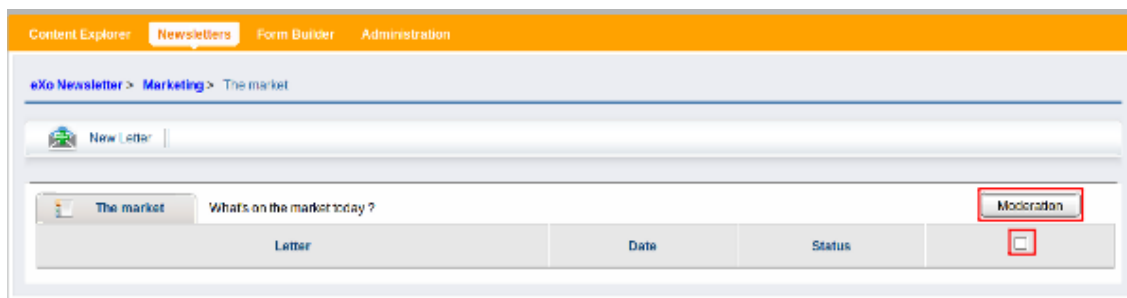 Content Explorer Newsletters Form Builder Administration
eXo Newsletter > Marketing > The market
New Letter
The market What's on the market today ? Moderation
Letter Date Status